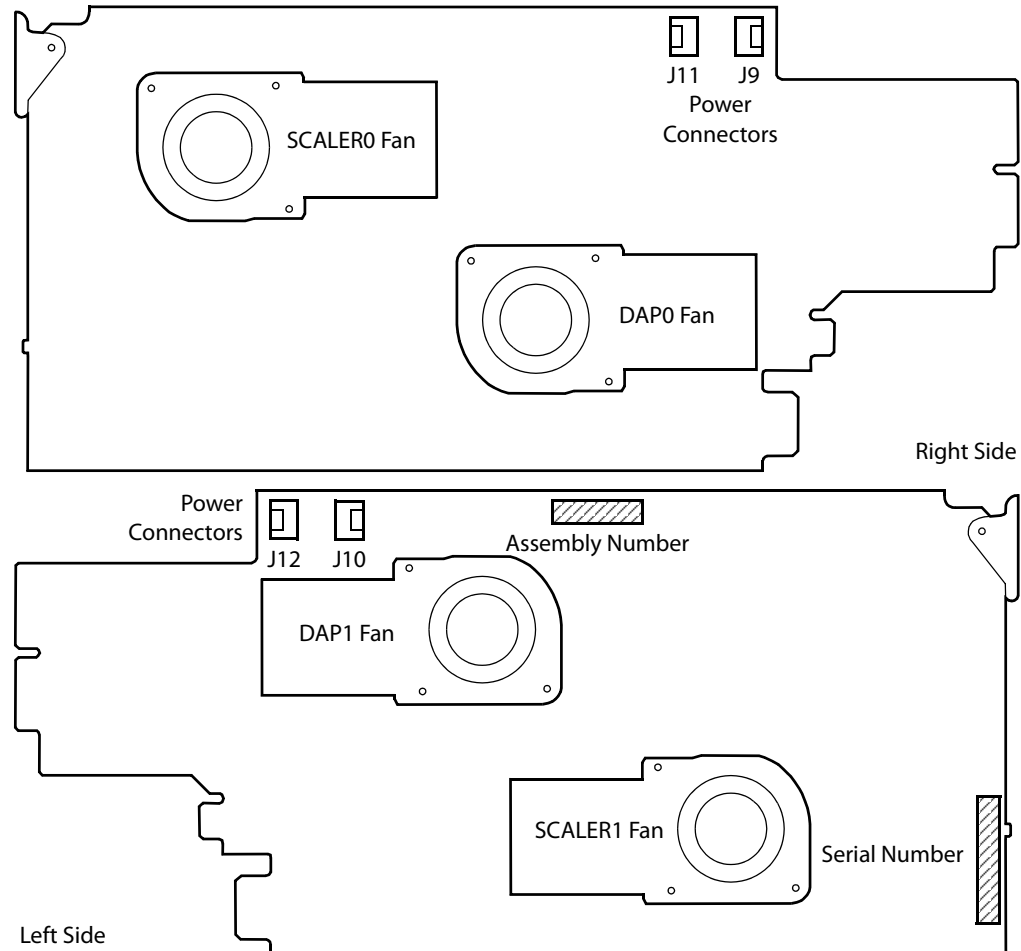 J11
J9
Power
Connectors
SCALER0 Fan
DAP0 Fan
Right Side
Power
Connectors
J12
J10
Assembly Number
DAP1 Fan
SCALER1 Fan
Serial Number
Left Side